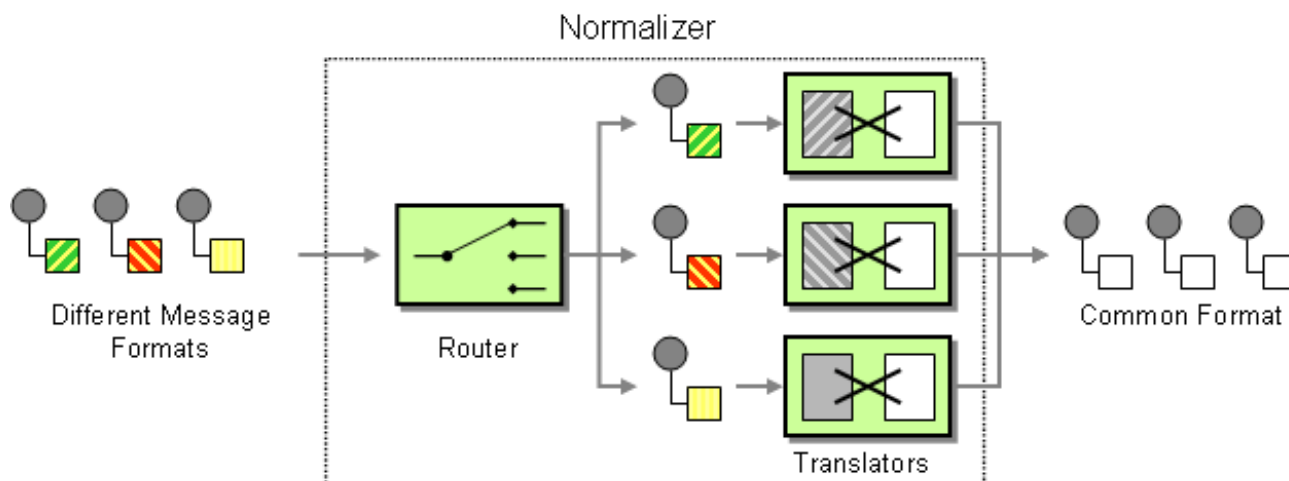 Normalizer
Different Message
Formats
Router
Translators
Common Format